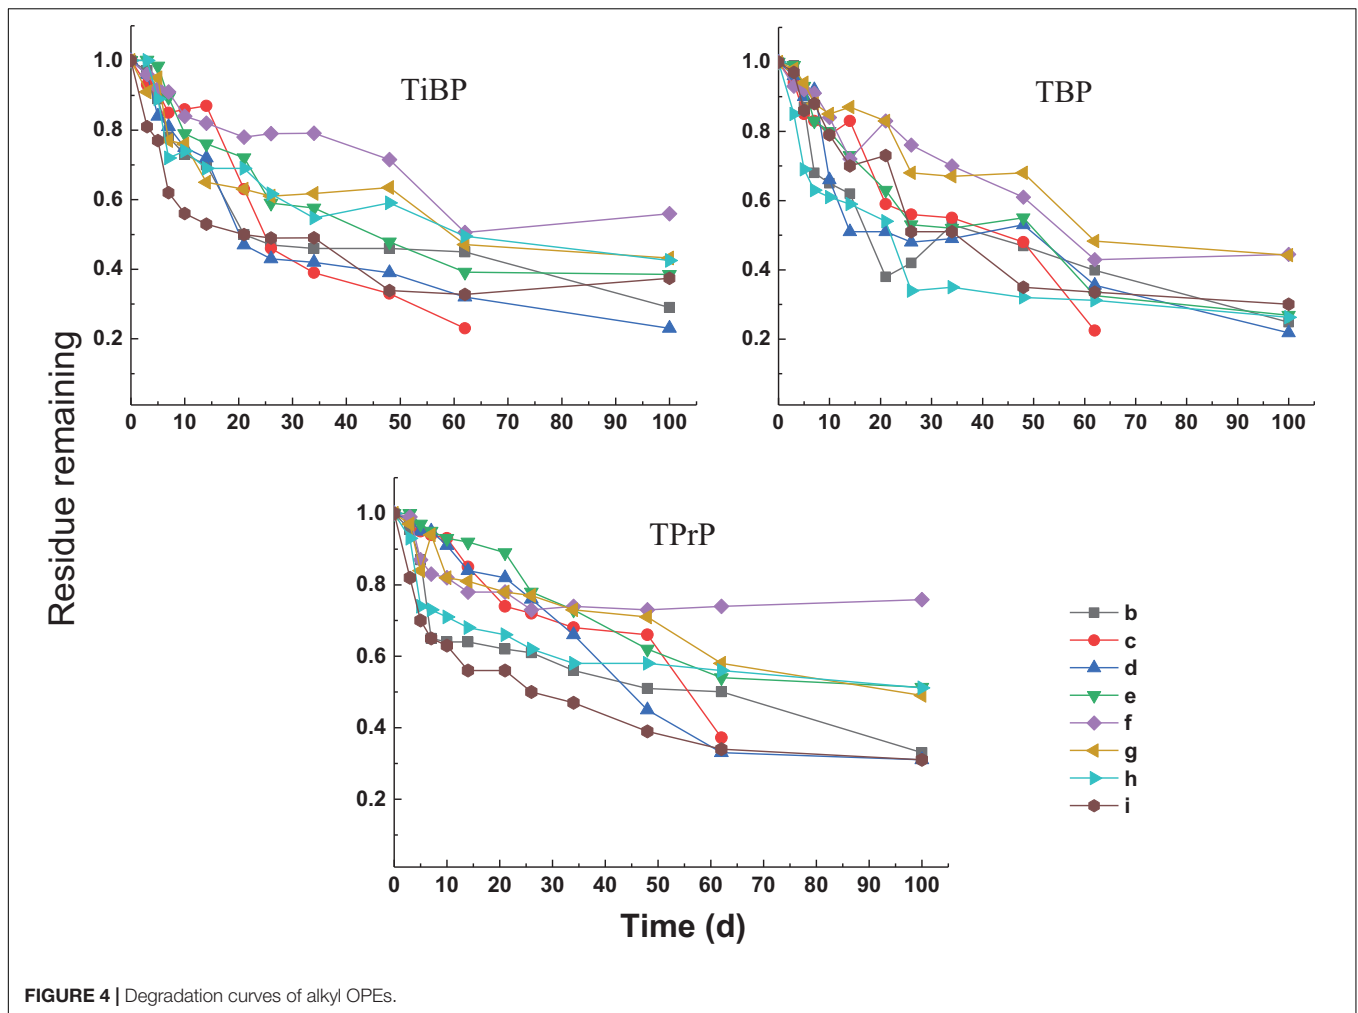 TiBP
1.0
0.8
0.6
0.4
0.2
0 10 20 30 40 50 60 70 80 90 100
TBP
1.0
0.8
0.6
0.4
0.2
0 10 20 30 40 50 60 70 80 90 100
Residue remaining
TPrP
1.0
0.8
0.6
0.4
0.2
0 10 20 30 40 50 60 70 80 90 100
Time (d)
b
c
d
e
f
g
h
i
FIGURE 4 | Degradation curves of alkyl OPEs.